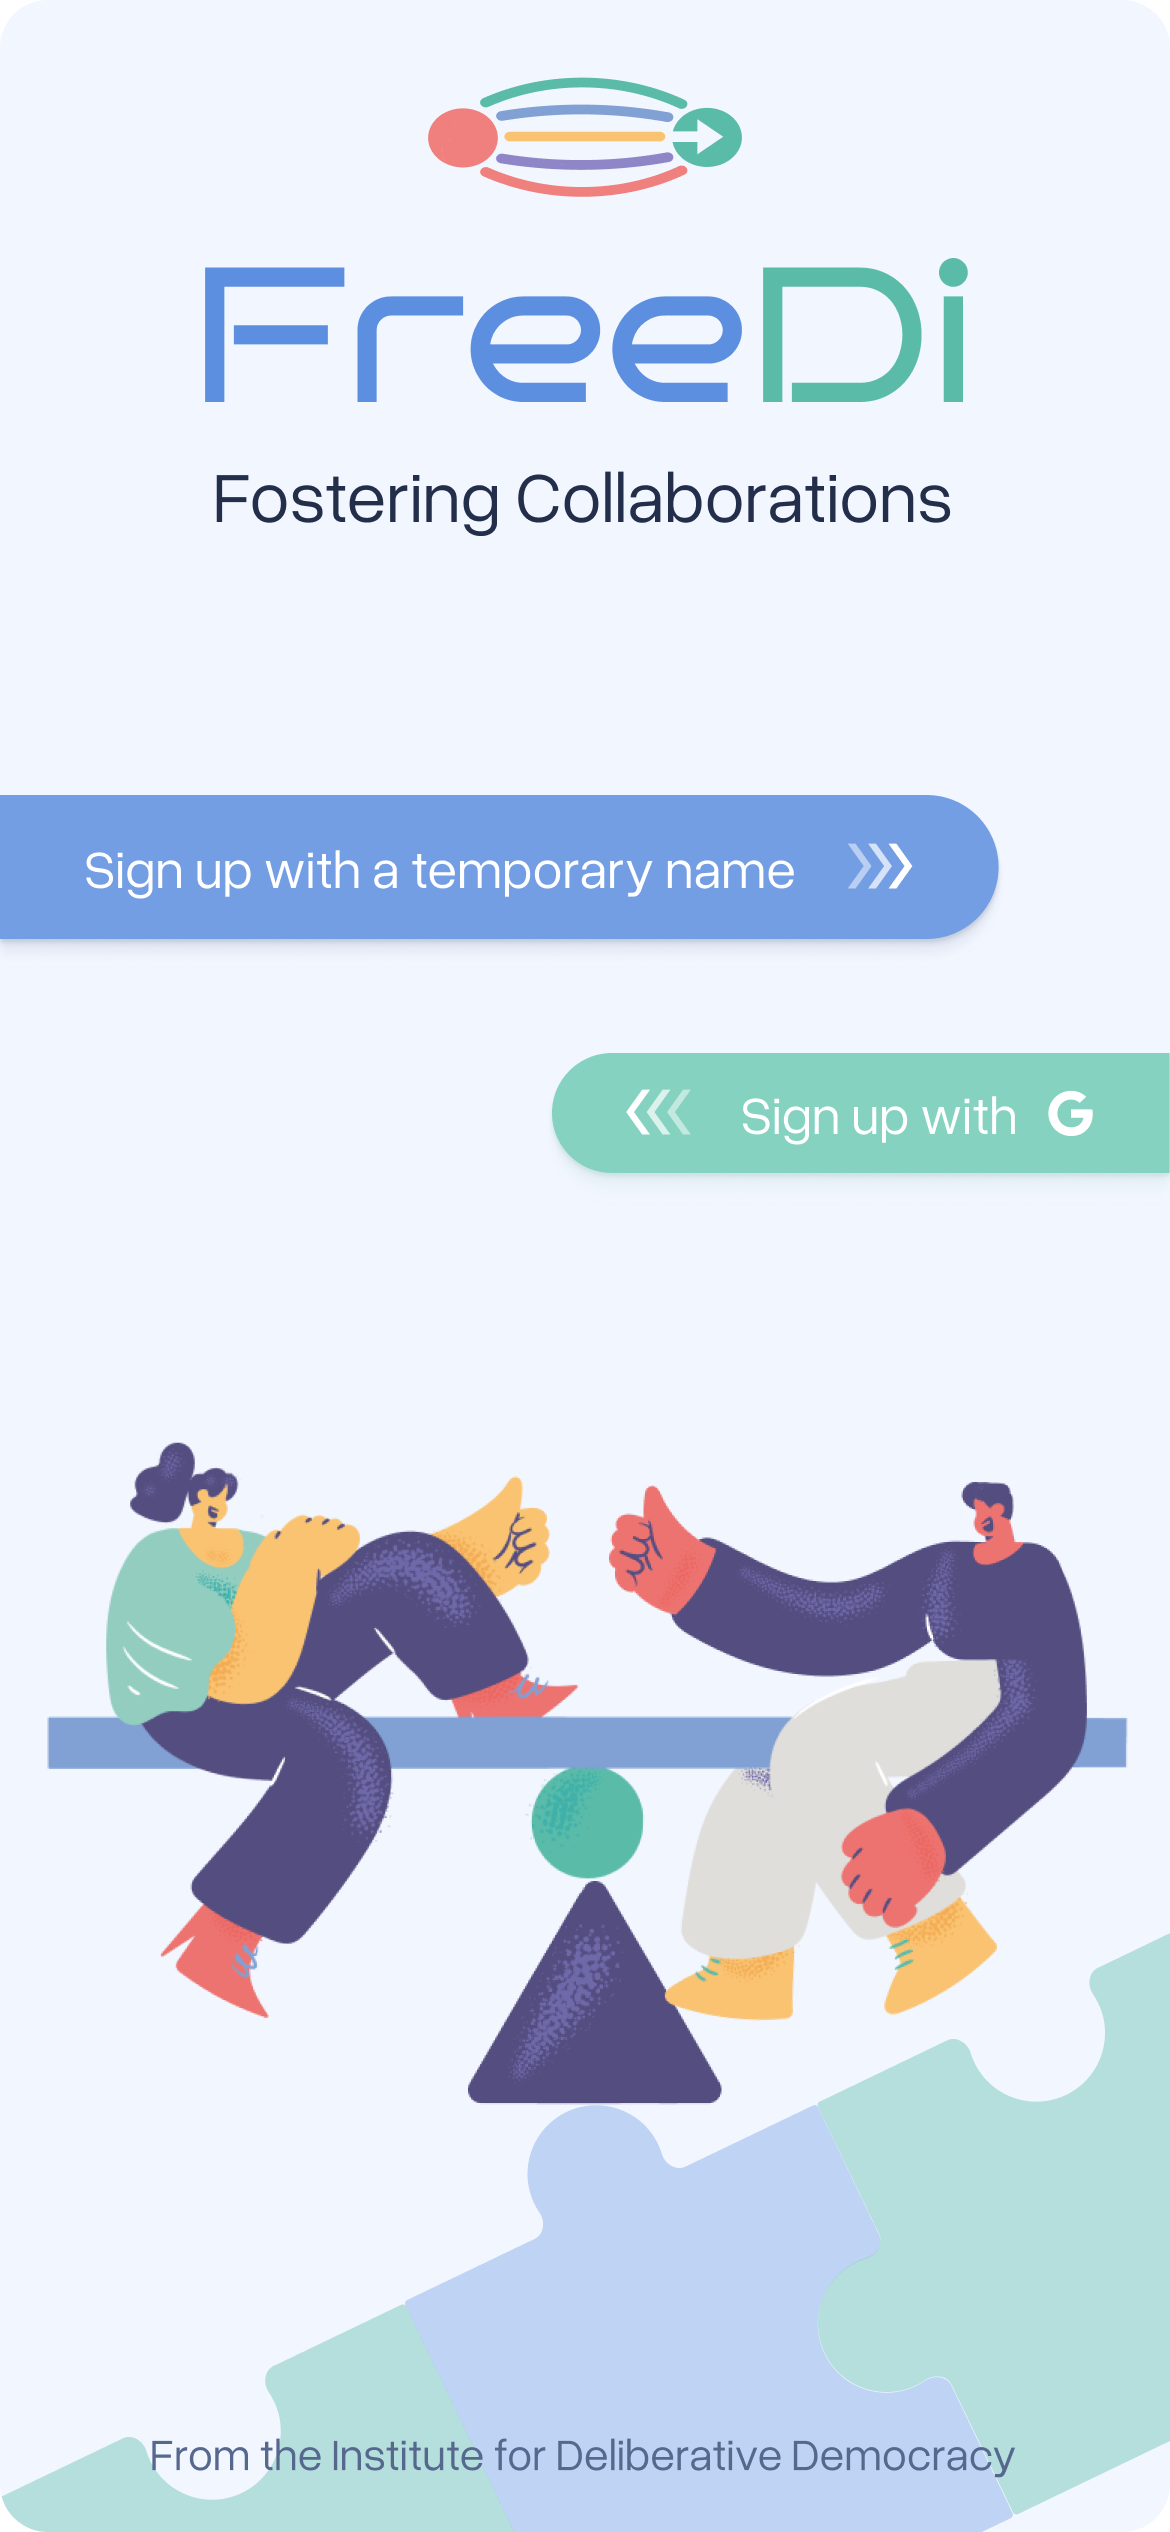 FreeDi
Fostering Collaborations
Sign up with a temporary name
Sign up with G
From the Institute for Deliberative Democracy